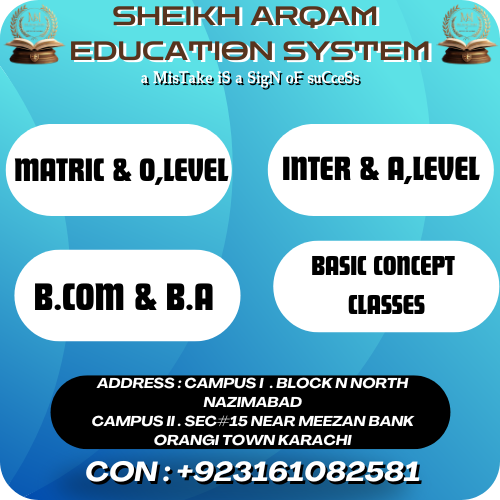 SHEIKH ARQAM
EDUCATION SYSTEM
a MisTake iS a SigN oF suCceSs
MATRIC & O,LEVEL
INTER & A,LEVEL
B.COM & B.A
BASIC CONCEPT
CLASSES
ADDRESS : CAMPUS I . BLOCK N NORTH
NAZIMABAD
CAMPUS II . SEC#15 NEAR MEEZAN BANK
ORANGI TOWN KARACHI
CON : +923161082581